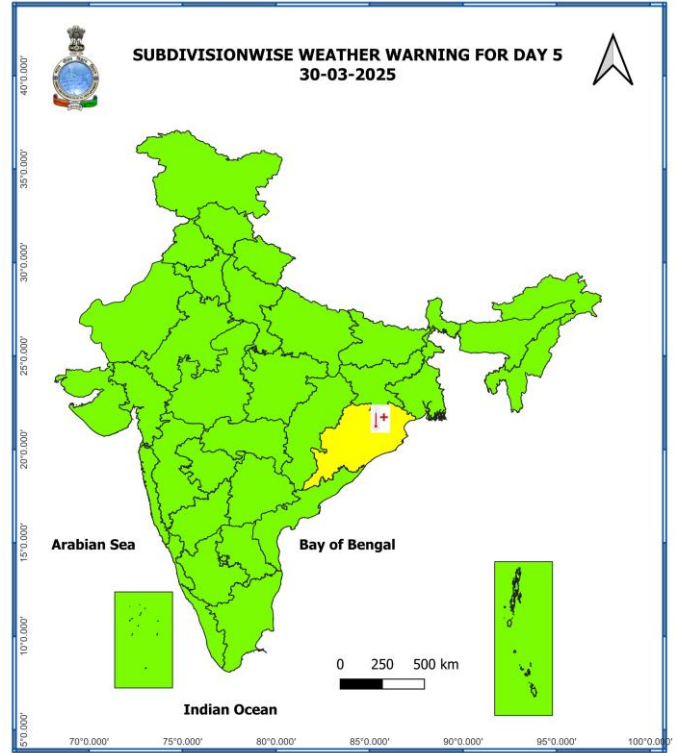 SUBDIVISIONWISE WEATHER WARNING FOR DAY 5
30-03-2025
40°0.000'
35°0.000'
30°0.000'
25°0.000'
20°0.000'
15°0.000'
10°0.000'
5°0.000'
Arabian Sea
Bay of Bengal
0 250 500 km
Indian Ocean
70°0.000' 75°0.000' 80°0.000' 85°0.000' 90°0.000' 95°0.000' 100°0.000'